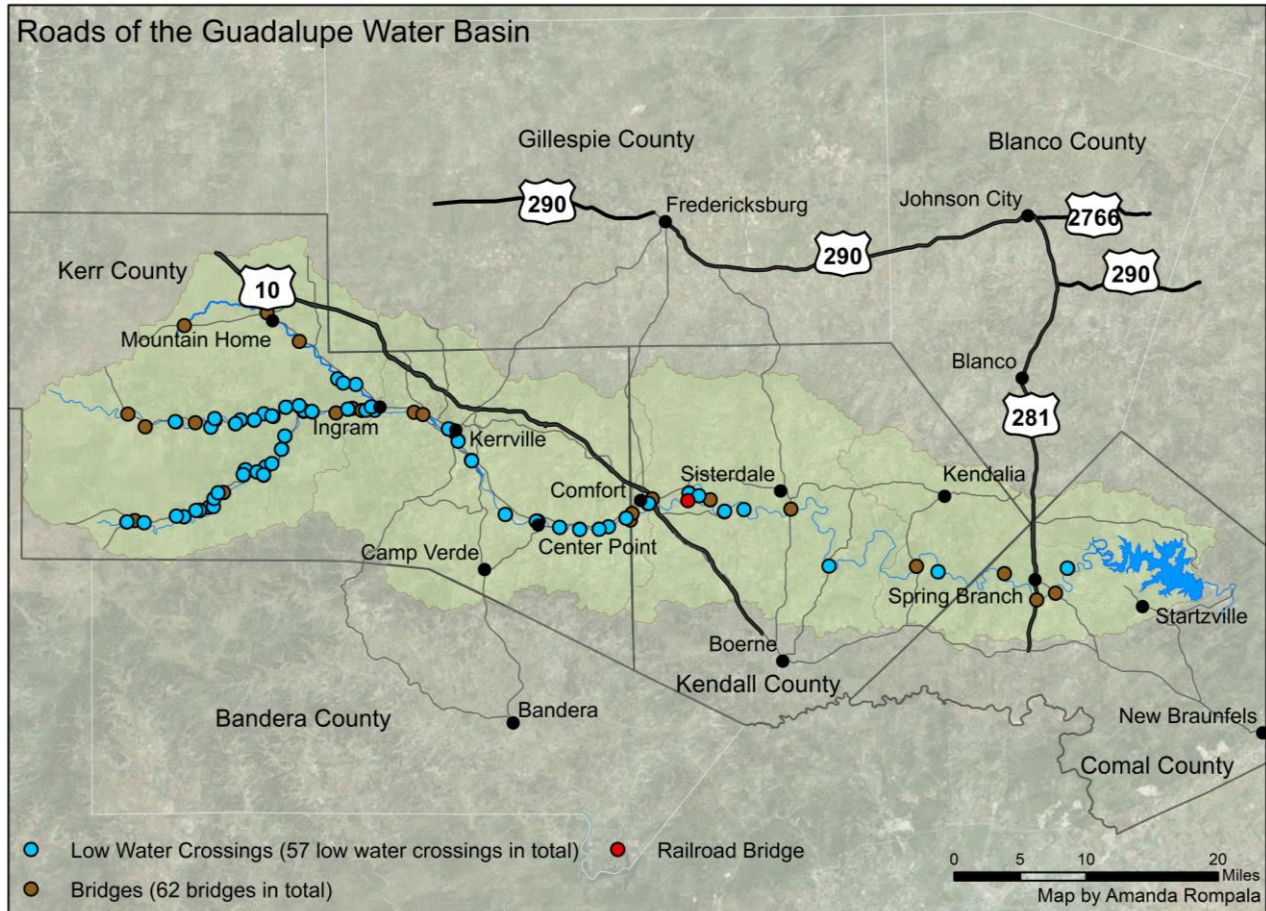 Roads of the Guadalupe Water Basin
Gillespie County
Blanco County
290
Fredericksburg
Johnson City
2766
290
290
Kerr County
10
Mountain Home
Blanco
281
Ingram
Kerrville
Sisterdale
Kendalia
Comfort
Center Point
Camp Verde
Spring Branch
Startzville
Boerne
Kendall County
Bandera County
Bandera
New Braunfels
Comal County
Low Water Crossings (57 low water crossings in total)
Railroad Bridge
Bridges (62 bridges in total)
0 5 10 20
Miles
Map by Amanda Rompala